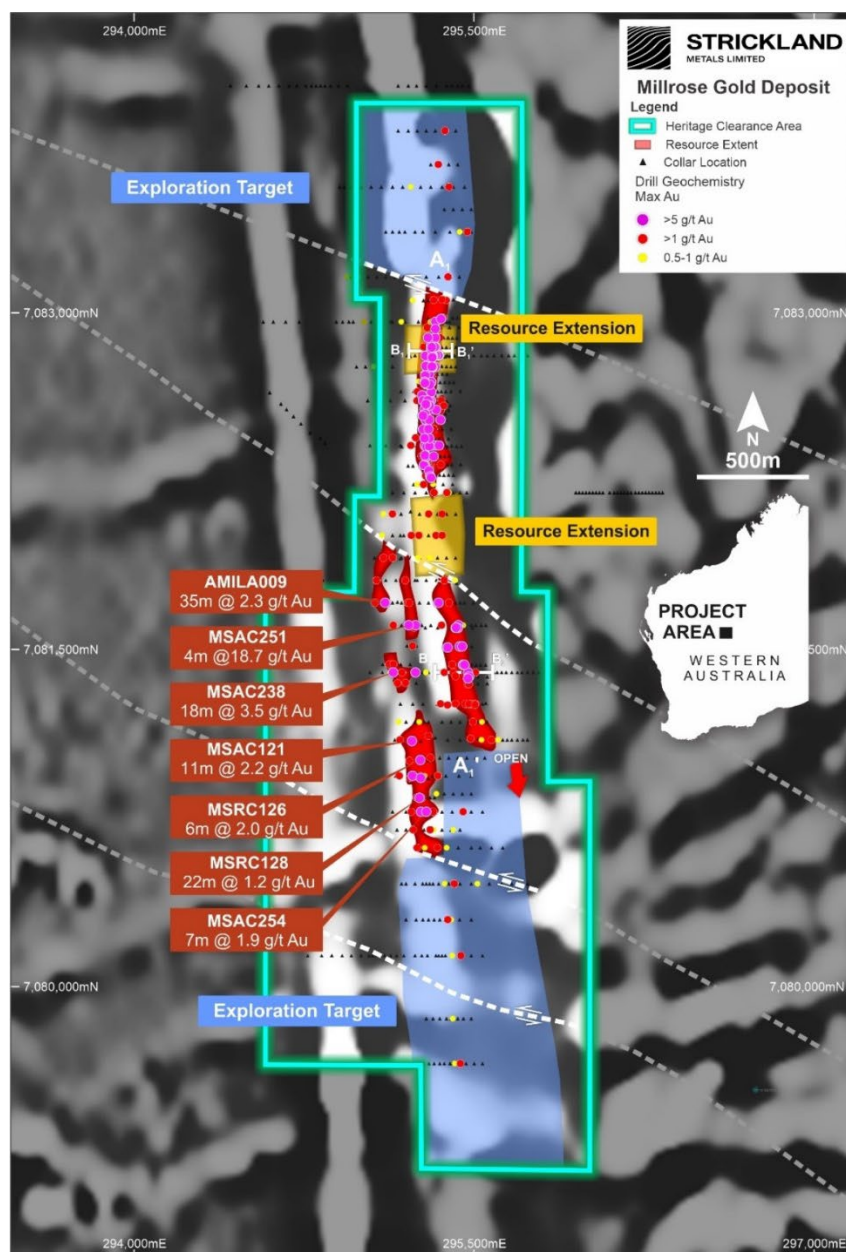 294,000mE
295,500mE
STRICKLAND
METALS LIMITED
Millrose Gold Deposit
Legend
Heritage Clearance Area
Resource Extent
Collar Location
Drill Geochemistry
Max Au
>5 g/t Au
>1 g/t Au
0.5-1 g/t Au
Exploration Target
A₁
7,083,000mN
7,083,000mN
Resource Extension
B₁
B₁'
N
500m
Resource Extension
AMILA009
35m @ 2.3 g/t Au
MSAC251
4m @18.7 g/t Au
7,081,500mN
PROJECT
AREA
WESTERN
AUSTRALIA
MSAC238
18m @ 3.5 g/t Au
MSAC121
11m @ 2.2 g/t Au
A₁'
OPEN
MSRC126
6m @ 2.0 g/t Au
MSRC128
22m @ 1.2 g/t Au
MSAC254
7m @ 1.9 g/t Au
7,080,000mN
7,080,000mN
Exploration Target
294,000mE
295,500mE
297,000mE